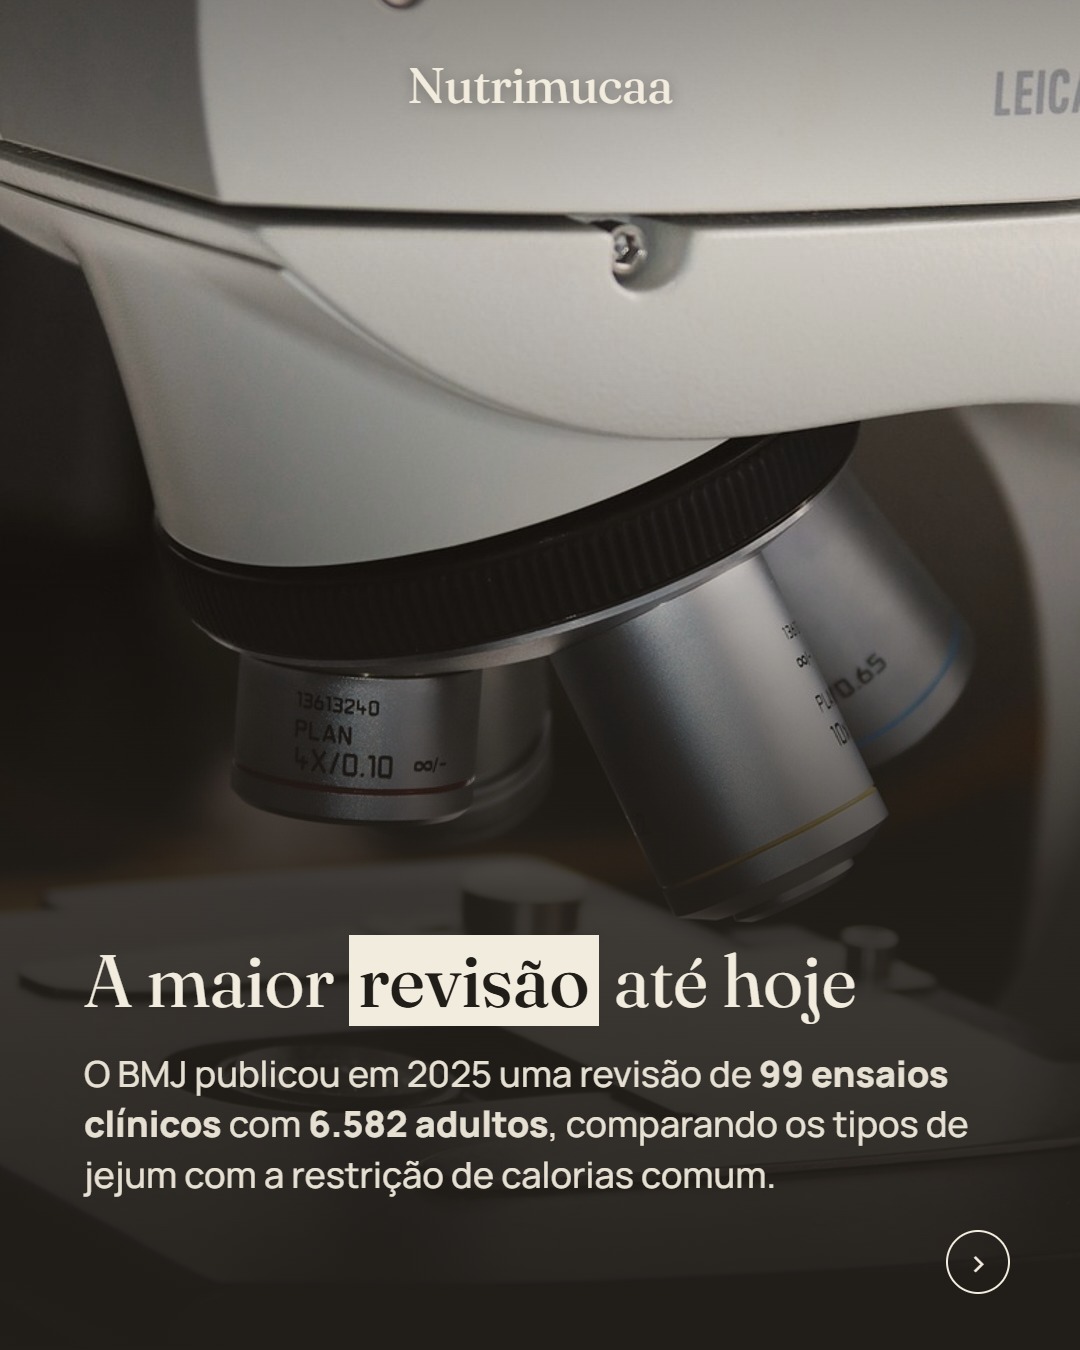 Nutrimucaa
LEICA
13613240
PLAN
4X/0.10 ∞/-
0.65
A maior revisão até hoje
O BMJ publicou em 2025 uma revisão de 99 ensaios
clínicos com 6.582 adultos, comparando os tipos de
jejum com a restrição de calorias comum.